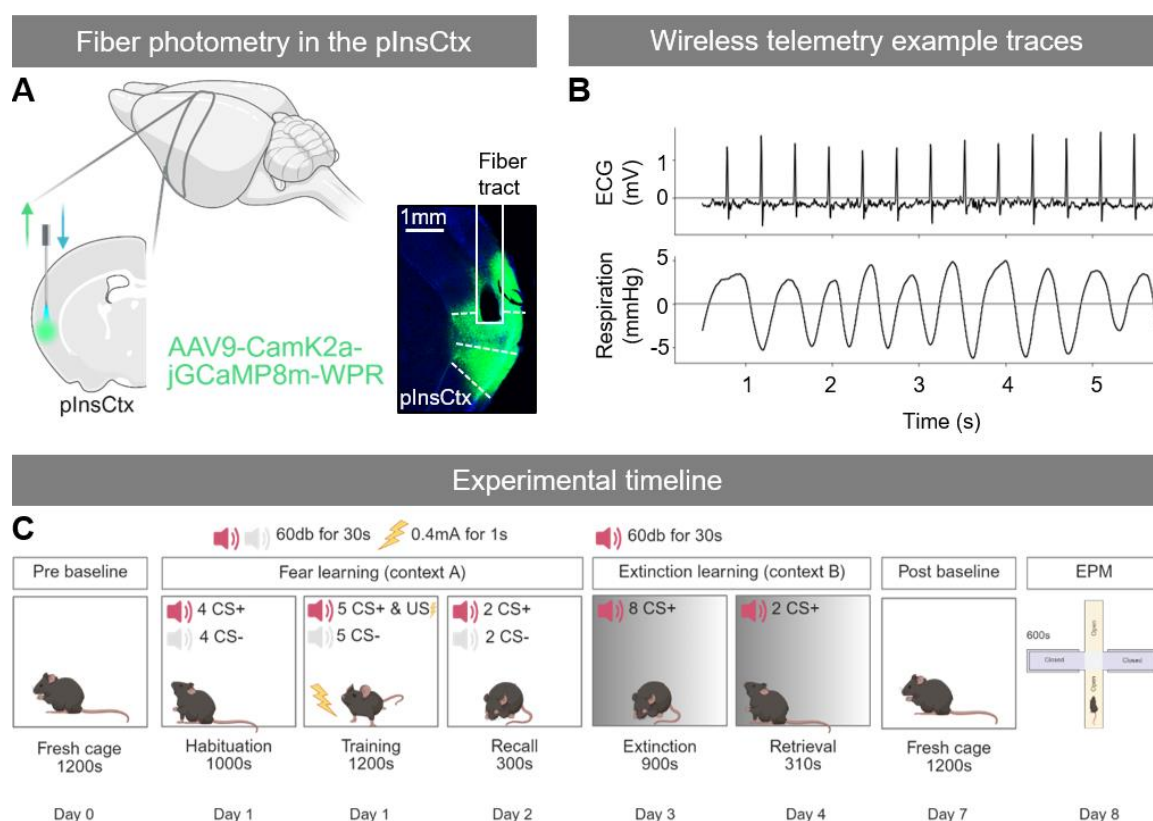 Fiber photometry in the pInsCtx
Wireless telemetry example traces
A
Fiber
tract
1mm
pInsCtx
AAV9-CamK2a-
jGCaMP8m-WPR
pInsCtx
B
ECG
(mV)
1
0
Respiration
(mmHg)
5
0
-5
1 2 3 4 5
Time (s)
Experimental timeline
C
60db for 30s 0.4mA for 1s 60db for 30s
Pre baseline Fear learning (context A) Extinction learning (context B) Post baseline EPM
4 CS+ 5 CS+ & US 2 CS+ 8 CS+ 2 CS+
4 CS- 5 CS- 2 CS-
600s
Open
Closed Closed
Open
Fresh cage Habituation Training Recall Extinction Retrieval Fresh cage
1200s 1000s 1200s 300s 900s 310s 1200s
Day 0 Day 1 Day 1 Day 2 Day 3 Day 4 Day 7 Day 8